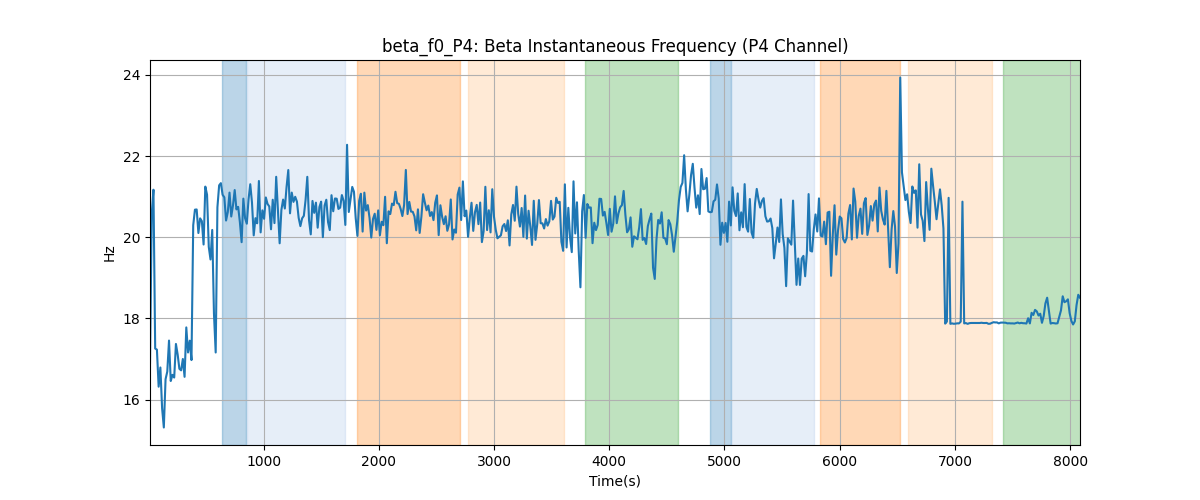 beta_f0_P4: Beta Instantaneous Frequency (P4 Channel)
24
22
20
18
16
Hz
1000 2000 3000 4000 5000 6000 7000 8000
Time(s)